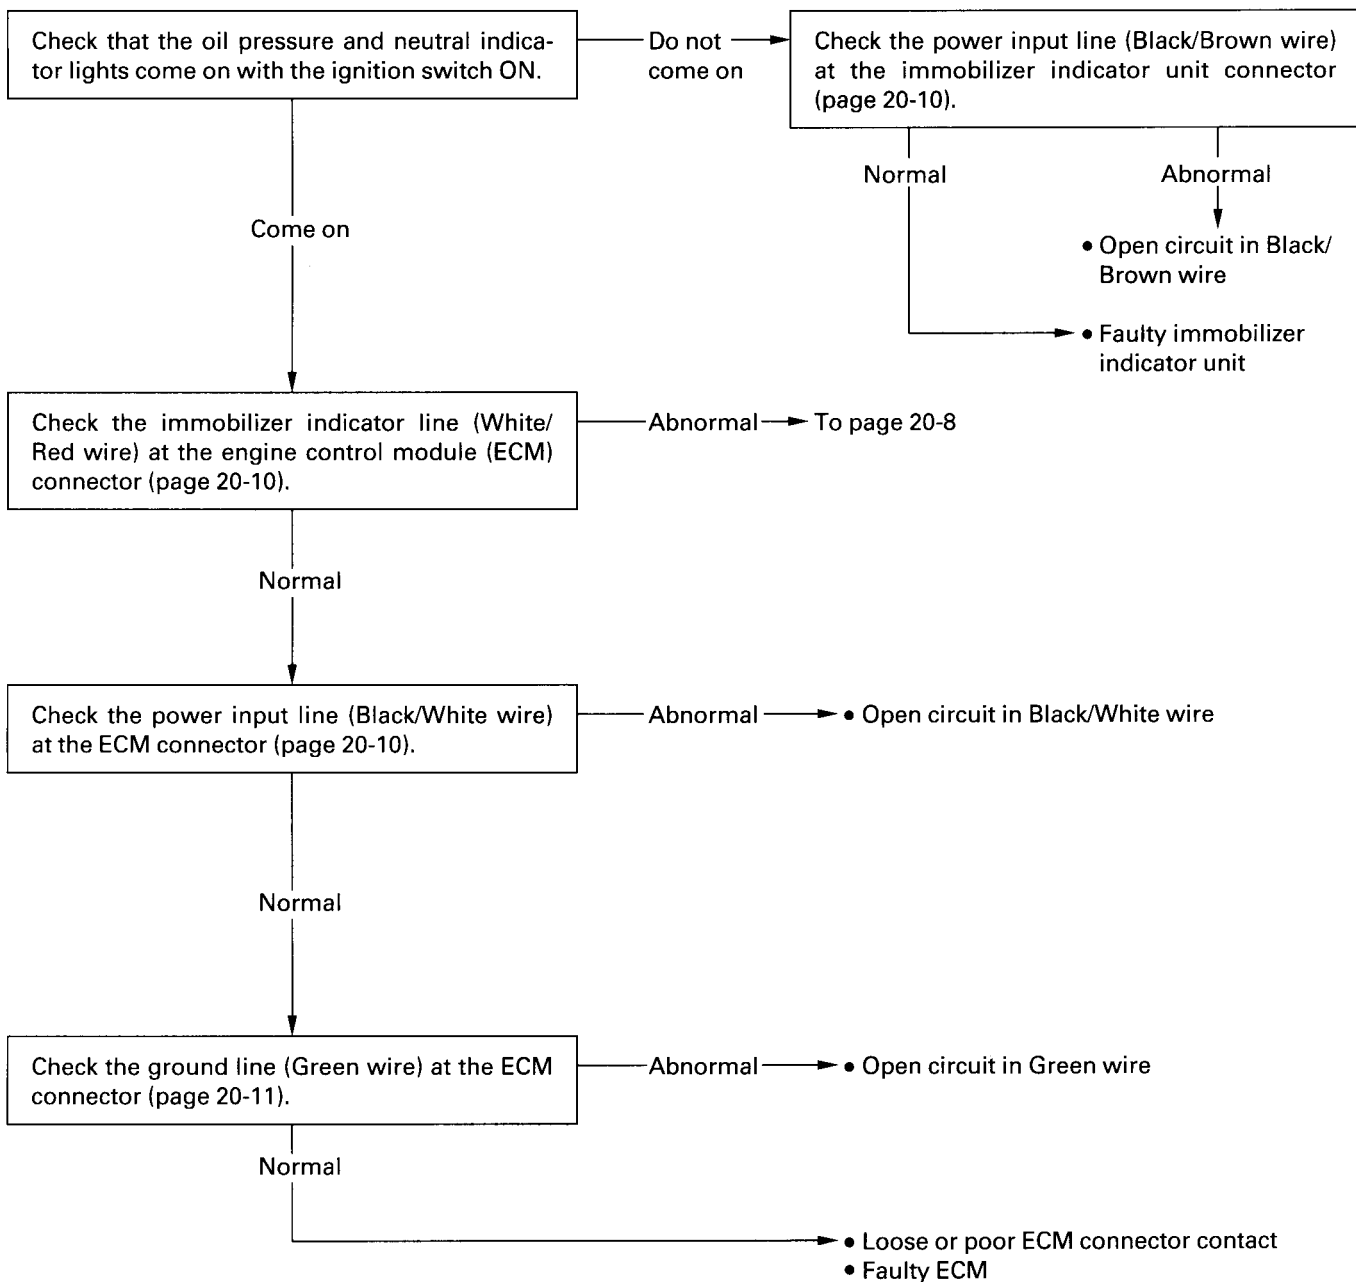 Check that the oil pressure and neutral indica-
tor lights come on with the ignition switch ON.
Do not
come on
Check the power input line (Black/Brown wire)
at the immobilizer indicator unit connector
(page 20-10).
Normal
Abnormal
Come on
• Open circuit in Black/
Brown wire
• Faulty immobilizer
indicator unit
Check the immobilizer indicator line (White/
Red wire) at the engine control module (ECM)
connector (page 20-10).
Abnormal
To page 20-8
Normal
Check the power input line (Black/White wire)
at the ECM connector (page 20-10).
Abnormal
• Open circuit in Black/White wire
Normal
Check the ground line (Green wire) at the ECM
connector (page 20-11).
Abnormal
• Open circuit in Green wire
Normal
• Loose or poor ECM connector contact
• Faulty ECM